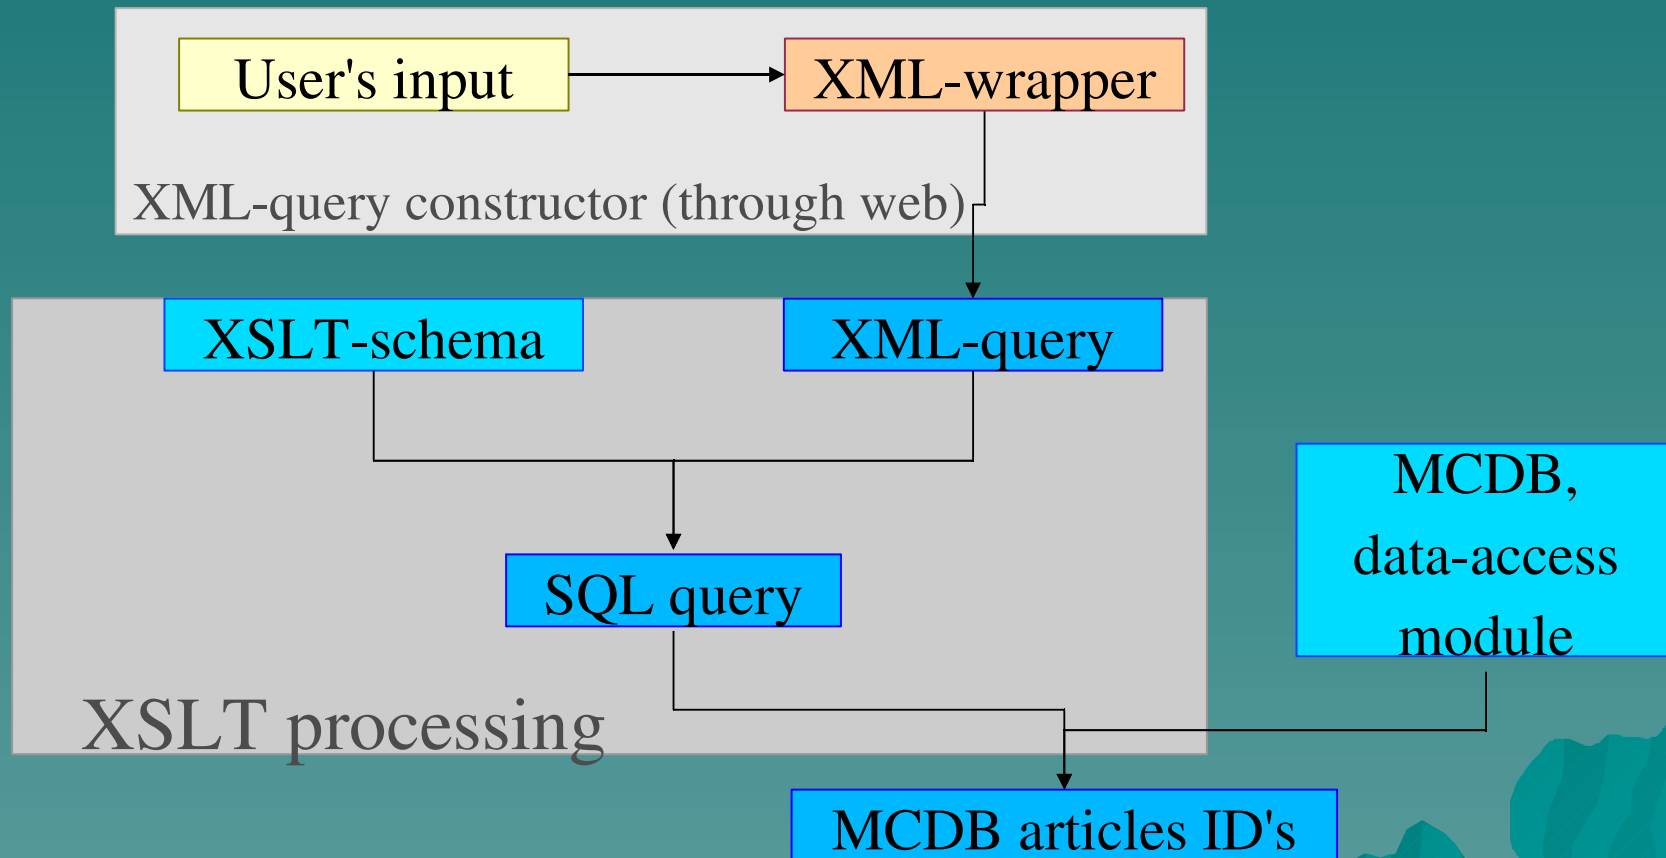 User's input
XML-wrapper
XML-query constructor (through web)
XSLT-schema
XML-query
MCDB,
data-access
module
SQL query
XSLT processing
MCDB articles ID's